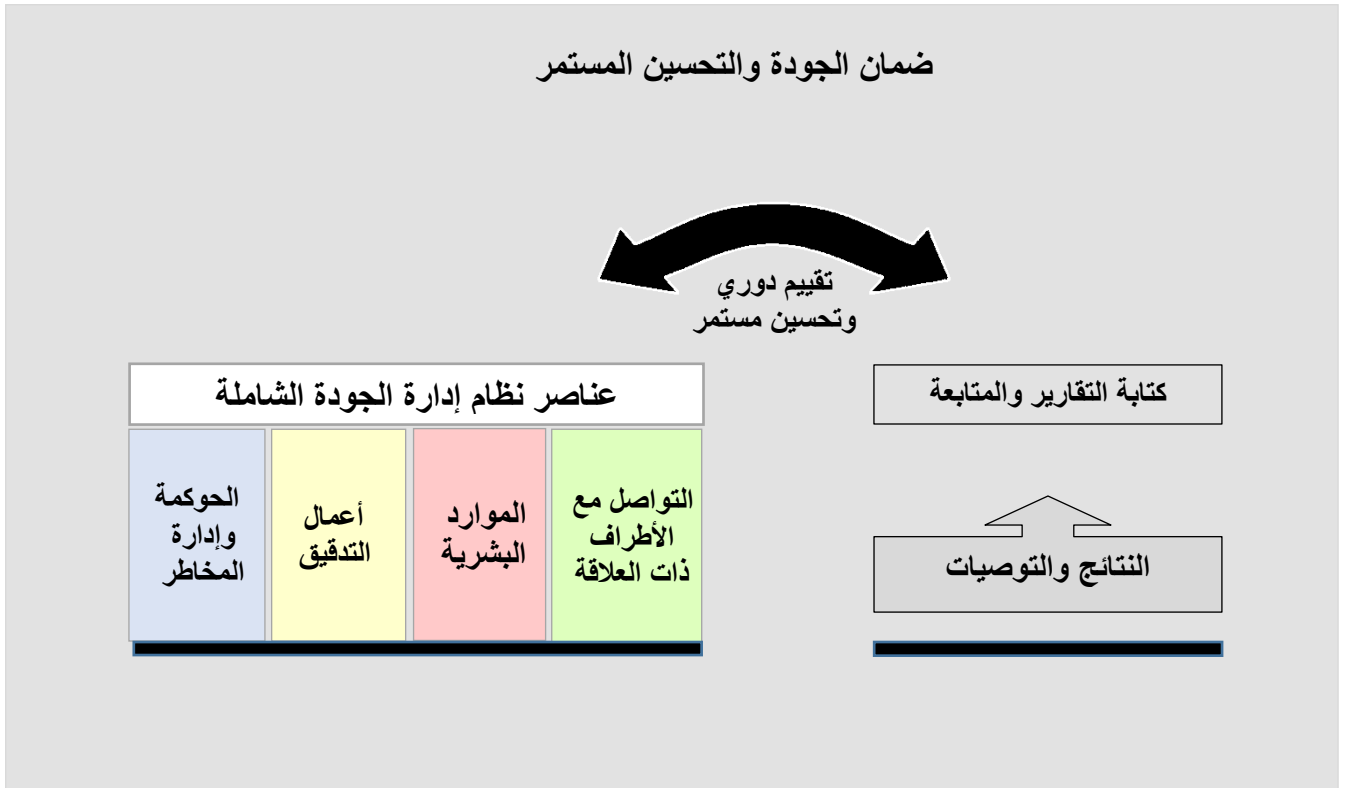 ضمان الجودة والتحسين المستمر
تقييم دوري
وتحسين مستمر
كتابة التقارير والمتابعة
النتائج والتوصيات
عناصر نظام إدارة الجودة الشاملة
التواصل مع
الأطراف
ذات العلاقة
الموارد
البشرية
أعمال
التدقيق
الحوكمة
وإدارة
المخاطر